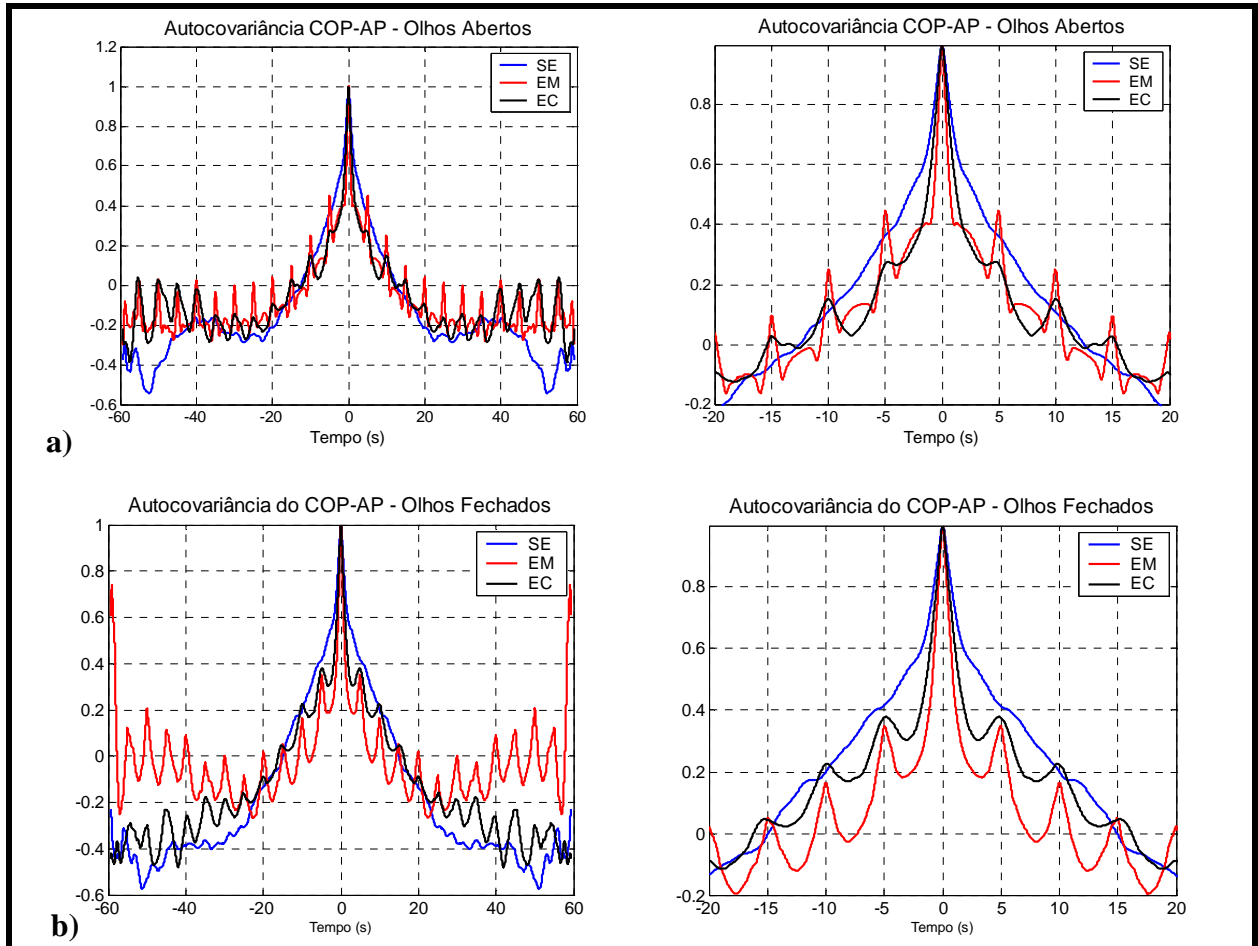 Autocovariância COP-AP - Olhos Abertos
1.2
1
0.8
0.6
0.4
0.2
0
-0.2
-0.4
-0.6
-60
-40
-20
0
20
40
60
Tempo (s)
SE
EM
EC
Autocovariância COP-AP - Olhos Abertos
0.8
0.6
0.4
0.2
0
-0.2
-20
-15
-10
-5
0
5
10
15
20
Tempo (s)
SE
EM
EC
a)
Autocovariância do COP-AP - Olhos Fechados
1
0.8
0.6
0.4
0.2
0
-0.2
-0.4
-0.6
-60
-40
-20
0
20
40
60
Tempo (s)
SE
EM
EC
Autocovariância do COP-AP - Olhos Fechados
0.8
0.6
0.4
0.2
0
-0.2
-20
-15
-10
-5
0
5
10
15
20
Tempo (s)
SE
EM
EC
b)